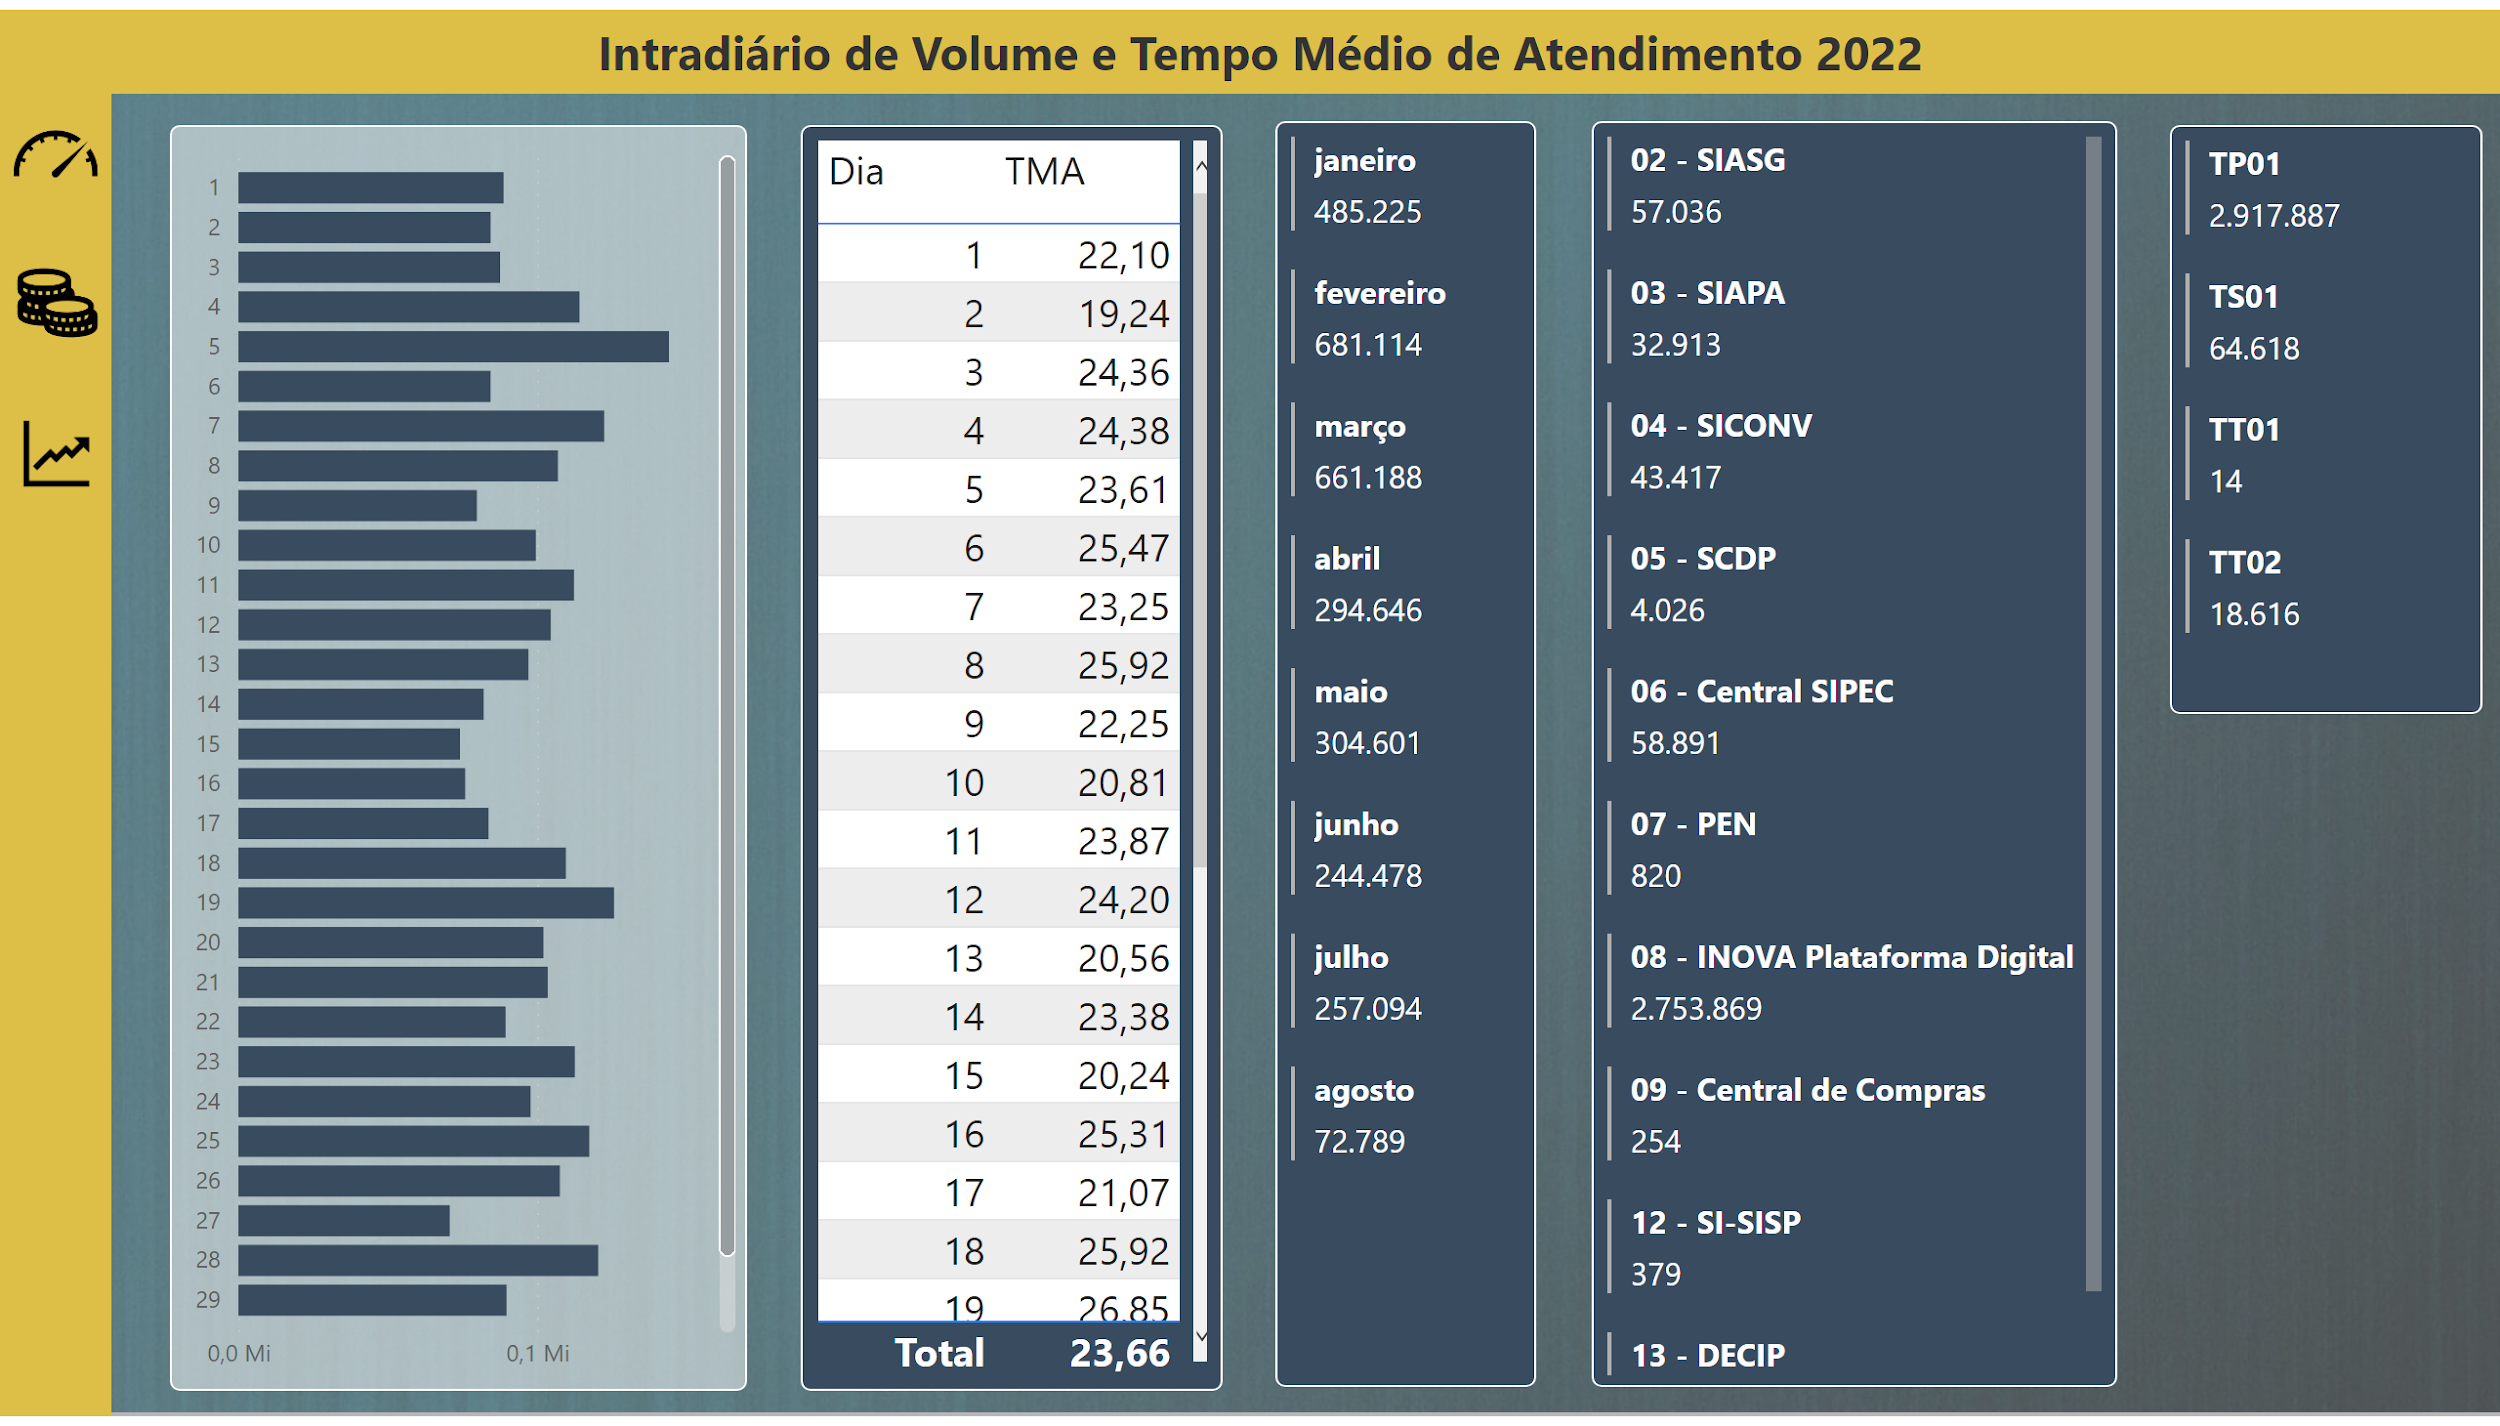 Intradiário de Volume e Tempo Médio de Atendimento 2022
1
2
3
4
5
6
7
8
9
10
11
12
13
14
15
16
17
18
19
20
21
22
23
24
25
26
27
28
29
0,0 Mi 0,1 Mi
Dia TMA
1 22,10
2 19,24
3 24,36
4 24,38
5 23,61
6 25,47
7 23,25
8 25,92
9 22,25
10 20,81
11 23,87
12 24,20
13 20,56
14 23,38
15 20,24
16 25,31
17 21,07
18 25,92
19 26,85
Total 23,66
janeiro
485.225
fevereiro
681.114
março
661.188
abril
294.646
maio
304.601
junho
244.478
julho
257.094
agosto
72.789
02 - SIASG
57.036
03 - SIAPA
32.913
04 - SICONV
43.417
05 - SCDP
4.026
06 - Central SIPEC
58.891
07 - PEN
820
08 - INOVA Plataforma Digital
2.753.869
09 - Central de Compras
254
12 - SI-SISP
379
13 - DECIP
TP01
2.917.887
TS01
64.618
TT01
14
TT02
18.616